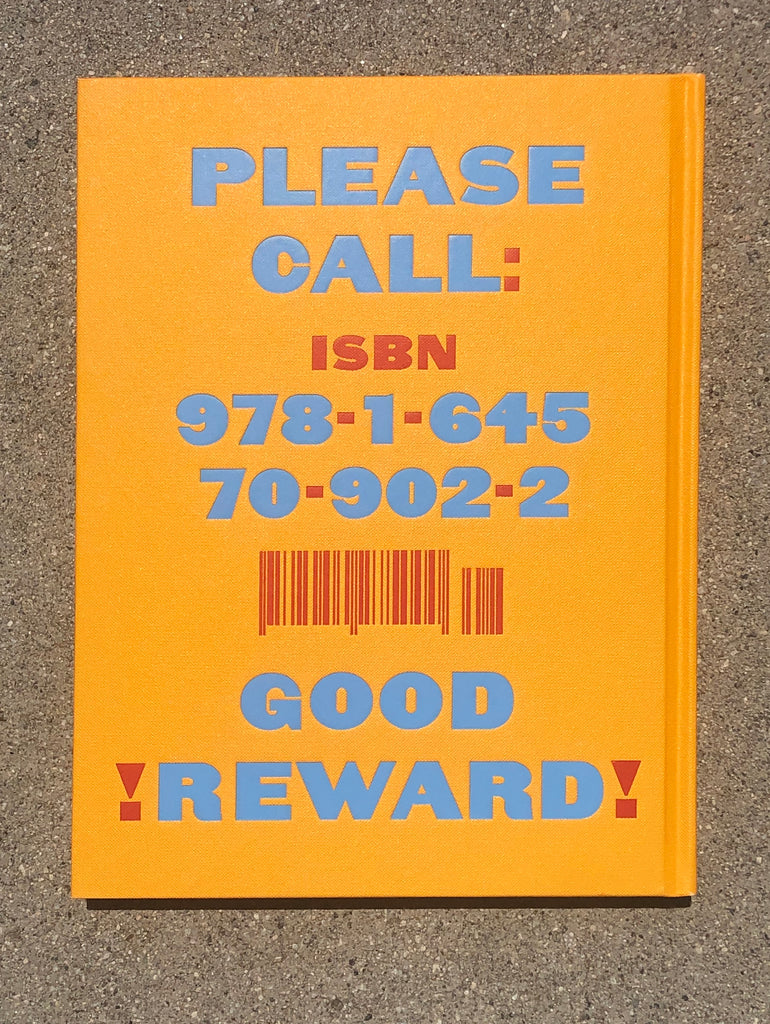 PLEASE
CALL:
ISBN
978-1-645
70-902-2
GOOD
!REWARD!